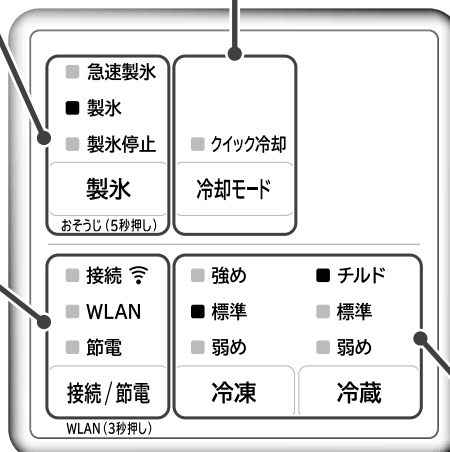 急速製氷
製氷
製氷停止
製氷
おそうじ(5秒押し)
クイック冷却
冷却モード
接続
WLAN
節電
接続/節電
WLAN(3秒押し)
強め
標準
弱め
冷凍
チルド
標準
弱め
冷蔵